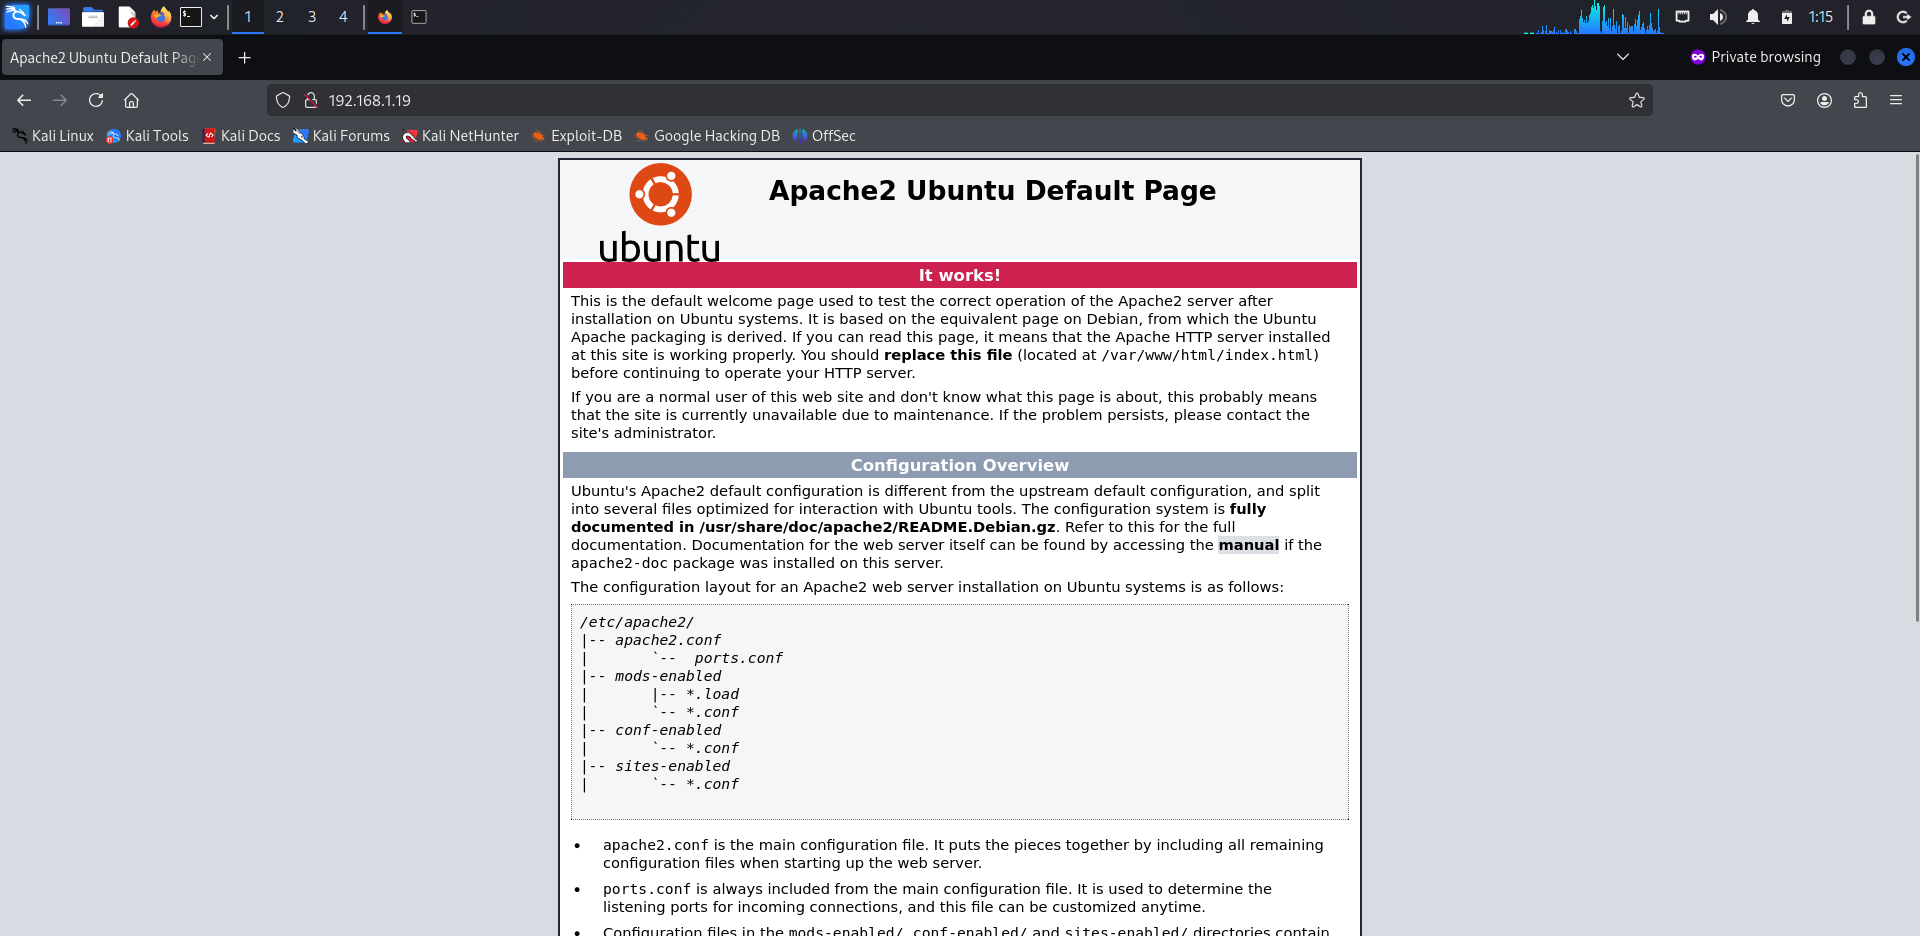 1 2 3 4 1:15
Apache2 Ubuntu Default Pag
Private browsing
192.168.1.19
Kali Linux Kali Tools Kali Docs Kali Forums Kali NetHunter Exploit-DB Google Hacking DB OffSec
ubuntu
Apache2 Ubuntu Default Page
It works!
This is the default welcome page used to test the correct operation of the Apache2 server after
installation on Ubuntu systems. It is based on the equivalent page on Debian, from which the Ubuntu
Apache packaging is derived. If you can read this page, it means that the Apache HTTP server installed
at this site is working properly. You should replace this file (located at /var/www/html/index.html)
before continuing to operate your HTTP server.
If you are a normal user of this web site and don't know what this page is about, this probably means
that the site is currently unavailable due to maintenance. If the problem persists, please contact the
site's administrator.
Configuration Overview
Ubuntu's Apache2 default configuration is different from the upstream default configuration, and split
into several files optimized for interaction with Ubuntu tools. The configuration system is fully
documented in /usr/share/doc/apache2/README.Debian.gz. Refer to this for the full
documentation. Documentation for the web server itself can be found by accessing the manual if the
apache2-doc package was installed on this server.
The configuration layout for an Apache2 web server installation on Ubuntu systems is as follows:
/etc/apache2/
|-- apache2.conf
|       `--  ports.conf
|-- mods-enabled
|       |-- *.load
|       `-- *.conf
|-- conf-enabled
|       `-- *.conf
|-- sites-enabled
|       `-- *.conf
• apache2.conf is the main configuration file. It puts the pieces together by including all remaining
configuration files when starting up the web server.
• ports.conf is always included from the main configuration file. It is used to determine the
listening ports for incoming connections, and this file can be customized anytime.
• Configuration files in the mods-enabled/, conf-enabled/ and sites-enabled/ directories contain